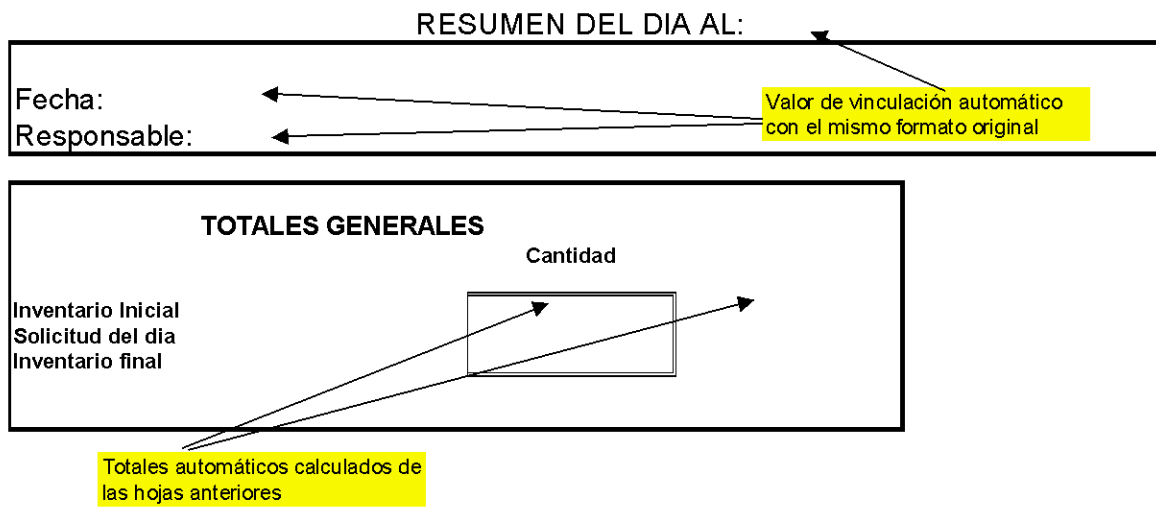 RESUMEN DEL DIA AL:
Fecha:
Responsable:
Valor de vinculación automático
con el mismo formato original
TOTALES GENERALES
Cantidad
Inventario Inicial
Solicitud del dia
Inventario final
Totales automáticos calculados de
las hojas anteriores